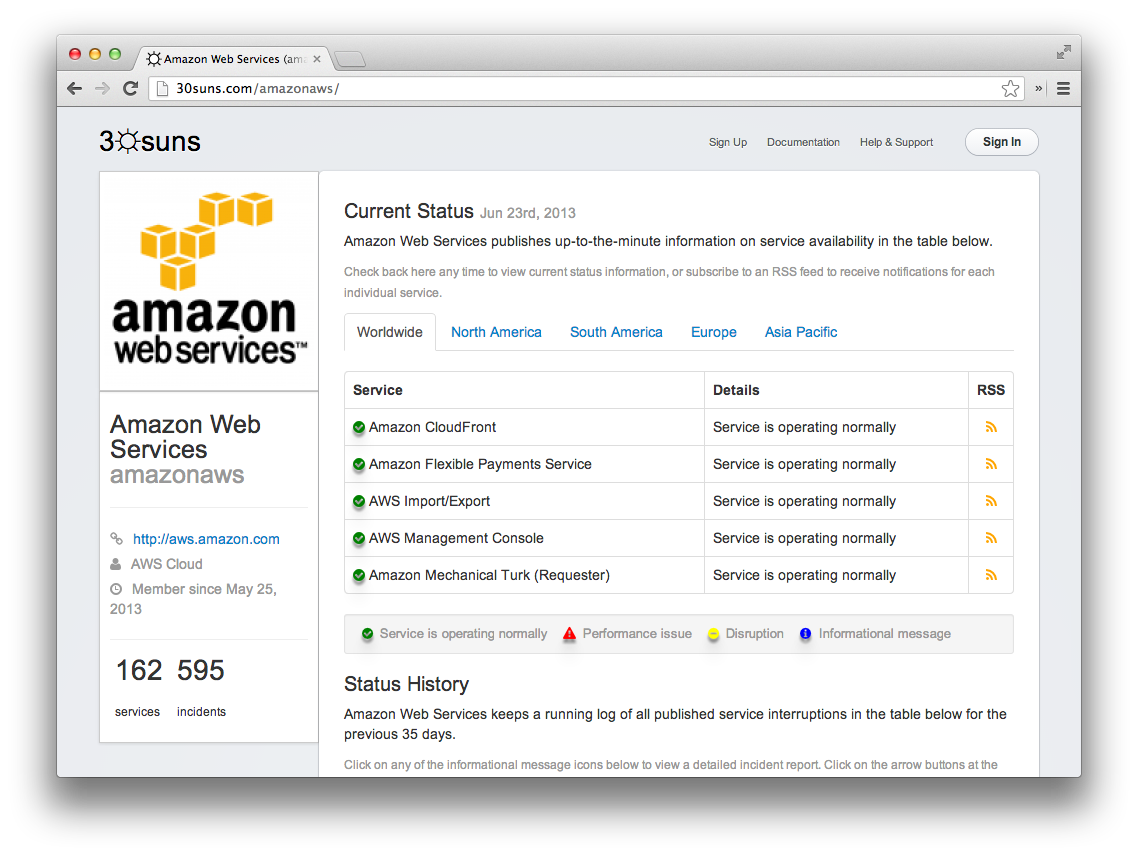 Amazon Web Services (ama
30suns.com/amazonaws/
3 suns
Sign Up Documentation Help & Support Sign In
amazon
web services™
Amazon Web
Services
amazonaws
http://aws.amazon.com
AWS Cloud
Member since May 25,
2013
162 595
services incidents
Current Status Jun 23rd, 2013
Amazon Web Services publishes up-to-the-minute information on service availability in the table below.
Check back here any time to view current status information, or subscribe to an RSS feed to receive notifications for each
individual service.
Worldwide North America South America Europe Asia Pacific
Service Details RSS
Amazon CloudFront Service is operating normally
Amazon Flexible Payments Service Service is operating normally
AWS Import/Export Service is operating normally
AWS Management Console Service is operating normally
Amazon Mechanical Turk (Requester) Service is operating normally
Service is operating normally Performance issue Disruption Informational message
Status History
Amazon Web Services keeps a running log of all published service interruptions in the table below for the
previous 35 days.
Click on any of the informational message icons below to view a detailed incident report. Click on the arrow buttons at the